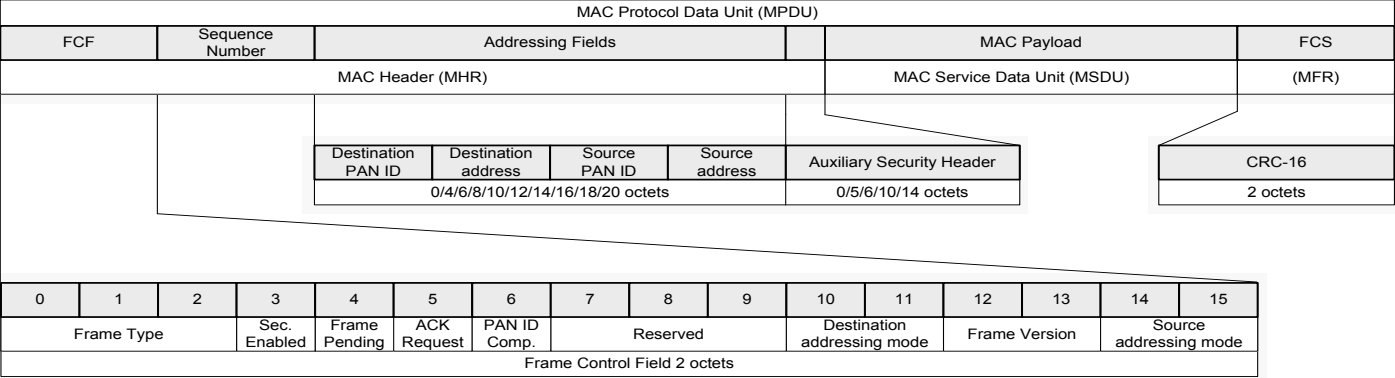 MAC Protocol Data Unit (MPDU)
FCF
Sequence
Number
Addressing Fields
MAC Payload
FCS
MAC Header (MHR)
MAC Service Data Unit (MSDU)
(MFR)
Destination
PAN ID
Destination
address
Source
PAN ID
Source
address
Auxiliary Security Header
CRC-16
0/4/6/8/10/12/14/16/18/20 octets
0/5/6/10/14 octets
2 octets
0 1 2 3 4 5 6 7 8 9 10 11 12 13 14 15
Frame Type
Sec.
Enabled
Frame
Pending
ACK
Request
PAN ID
Comp.
Reserved
Destination
addressing mode
Frame Version
Source
addressing mode
Frame Control Field 2 octets